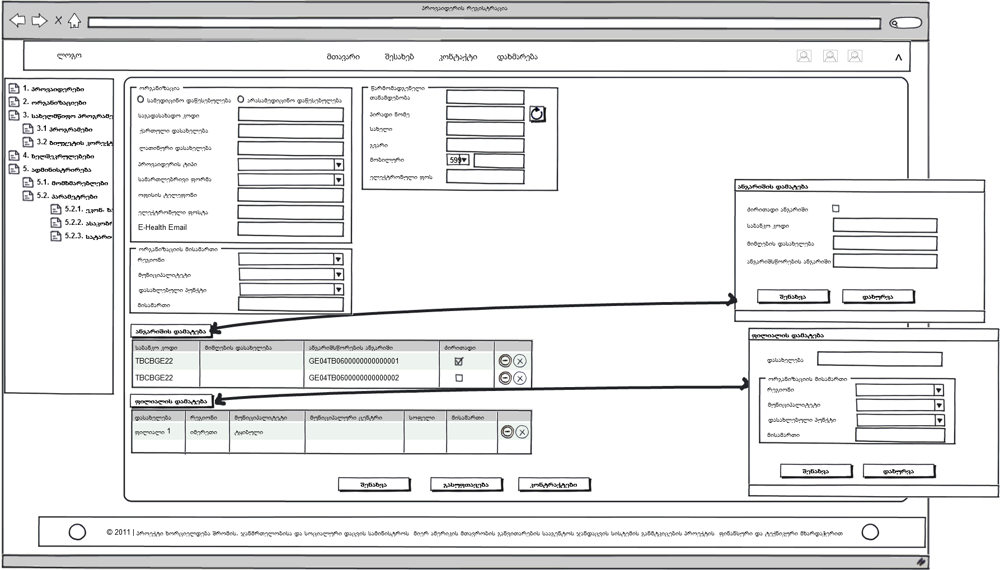 პროვაიდერის რეგისტრაცია
ლოგო
მთავარი
შესახებ
კონტაქტი
დახმარება
1. პროვაიდერები
2. ორგანიზაციები
3. სახელმწიფო პროგრამე
3.1 პროგრამები
3.2 ბიუჯეტის კორექტ
4. ხელშეკრულებები
5. ადმინისტრირება
5.1. მომხმარებლები
5.2. პარამეტრები
5.2.1. ეკონ.
5.2.2. ასაკობრ
5.2.3. სატარი
ორგანიზაცია
სამედიცინო დაწესებულება
არასამედიცინო დაწესებულება
საგადასახადო კოდი
ქართული დასახელება
ლათინური დასახელება
პროვაიდერის ტიპი
სამართლებრივი ფორმა
ოფისის ტელეფონი
ელექტრონული ფოსტა
E-Health Email
წარმომადგენელი
თანამდებობა
პირადი ნომე
სახელი
გვარი
მობილური
599
ელექტრონული ფოს
ორგანიზაციის მისამართი
რეგიონი
მუნიციპალიტეტი
დასახლებული პუნქტი
მისამართი
ანგარიშის დამატება
საბანკო კოდი
მიმღების დასახელება
ანგარიშსწორების ანგარიში
ძირითადი
TBCBGE22
GE04TB0600000000000001
TBCBGE22
GE04TB0600000000000002
ფილიალის დამატება
დასახელება
რეგიონი
მუნიციპალიტეტი
მუნიციპალური ცენტრი
სოფელი
მისამართი
ფილიალი 1
იმერეთი
ტყიბული
შენახვა
გასუფთავება
კონტრაქტები
ანგარიშის დამატება
ძირითადი ანგარიში
საბანკო კოდი
მიმღების დასახელება
ანგარიშსწორების ანგარიში
შენახვა
დახურვა
ფილიალის დამატება
დასახელება
ორგანიზაციის მისამართი
რეგიონი
მუნიციპალიტეტი
დასახლებული პუნქტი
მისამართი
შენახვა
დახურვა
© 2011 | პროექტი ხორციელდება შრომის, ჯანმრთელობისა და სოციალური დაცვის სამინისტროს მიერ ამერიკის მთავრობის განვითარების სააგენტოს ჯანდაცვის სისტემის განმტკიცების პროექტის ფინანსური და ტექნიკური მხარდაჭერით